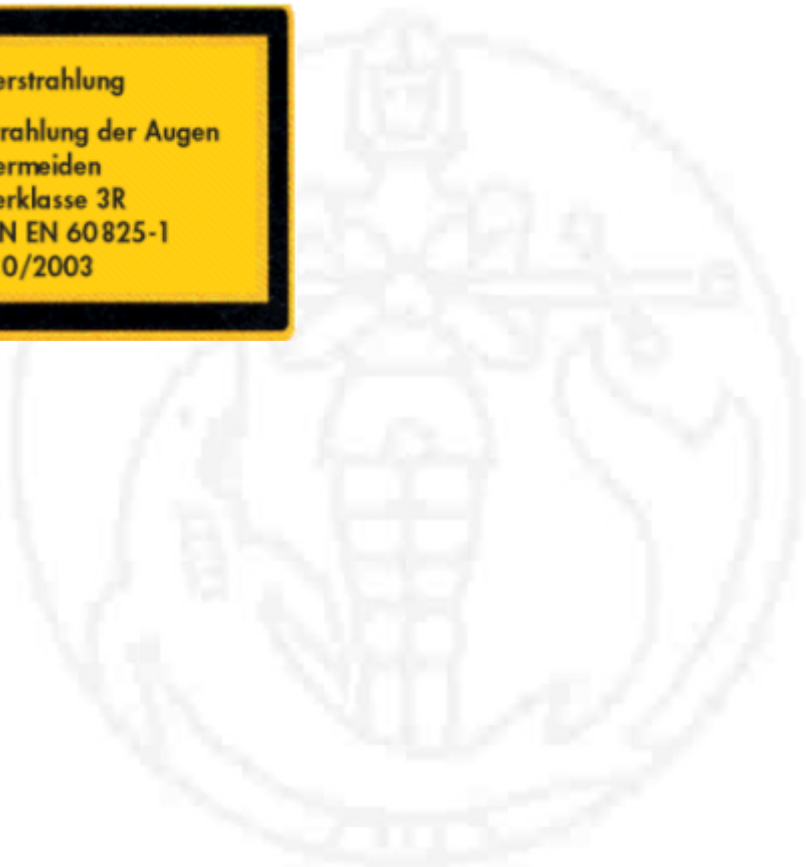 erstrahlung
rahlung der Augen
ermeiden
erklasse 3R
N EN 60825-1
0/2003